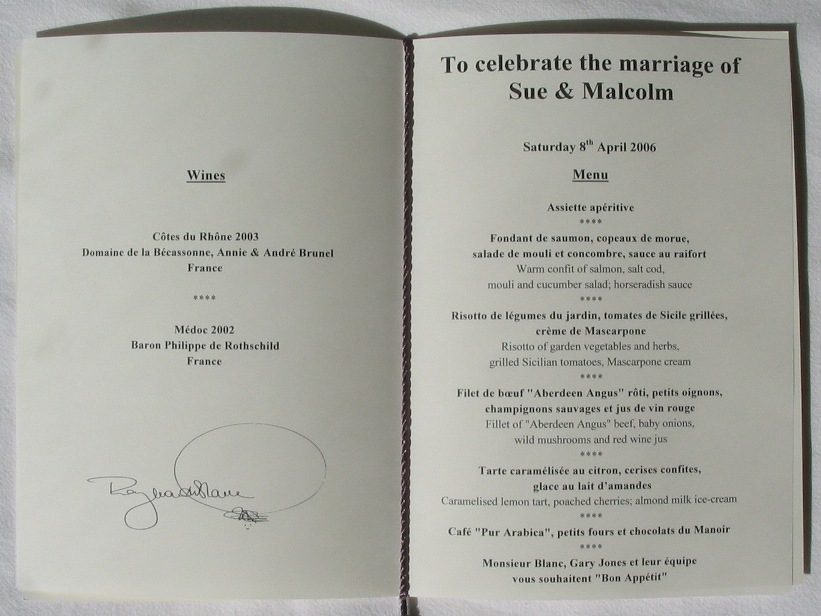 Wines
Côtes du Rhône 2003
Domaine de la Bécassonne, Annie & André Brunel
France
****
Médoc 2002
Baron Philippe de Rothschild
France
To celebrate the marriage of
Sue & Malcolm
Saturday 8th April 2006
Menu
Assiette apéritive
****
Fondant de saumon, copeaux de morue,
salade de mouli et concombre, sauce au raifort
Warm confit of salmon, salt cod,
mouli and cucumber salad; horseradish sauce
****
Risotto de légumes du jardin, tomates de Sicile grillées,
crème de Mascarpone
Risotto of garden vegetables and herbs,
grilled Sicilian tomatoes, Mascarpone cream
****
Filet de bœuf "Aberdeen Angus" rôti, petits oignons,
champignons sauvages et jus de vin rouge
Fillet of "Aberdeen Angus" beef, baby onions,
wild mushrooms and red wine jus
****
Tarte caramélisée au citron, cerises confites,
glace au lait d'amandes
Caramelised lemon tart, poached cherries; almond milk ice-cream
****
Café "Pur Arabica", petits fours et chocolats du Manoir
****
Monsieur Blanc, Gary Jones et leur équipe
vous souhaitent "Bon Appétit"